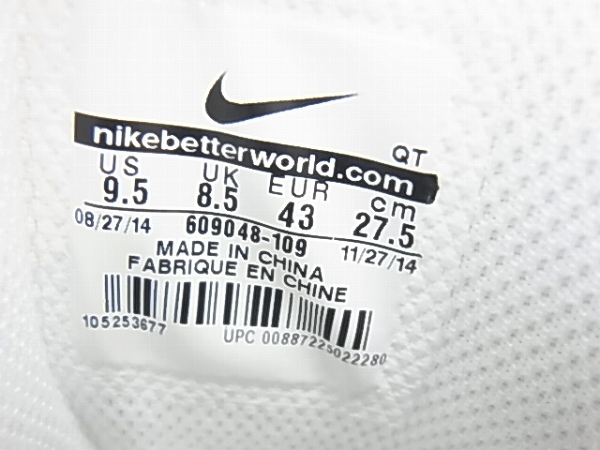 QT
nikebetterworld.com
US UK EUR cm
9.5 8.5 43 27.5
08/27/14 609048-109 11/27/14
MADE IN CHINA
FABRIQUE EN CHINE
105253677 UPC 00887225022280